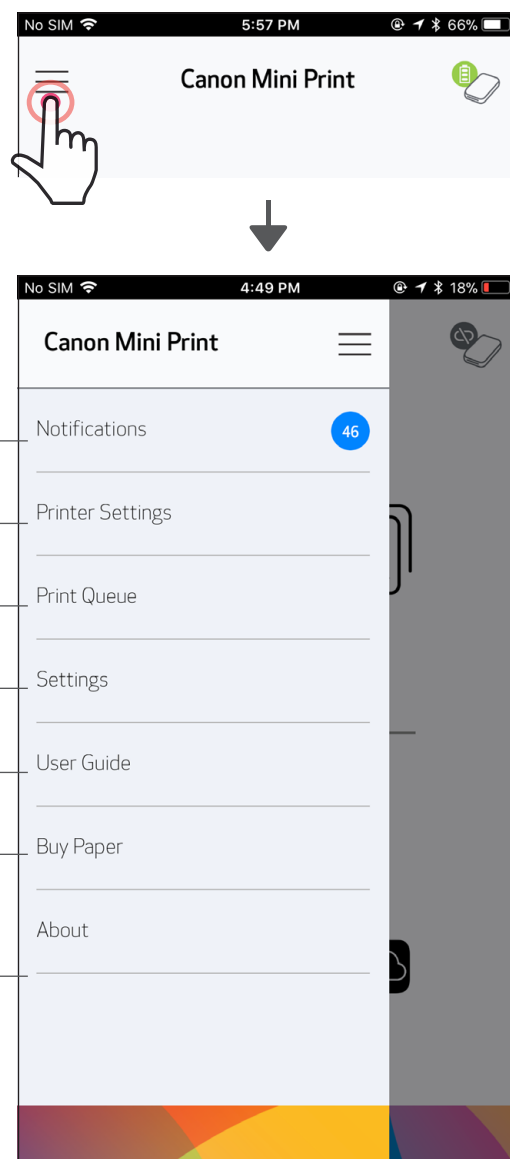 No SIM 5:57 PM 66%
Canon Mini Print
No SIM 4:49 PM 18%
Canon Mini Print
Notifications 46
Printer Settings
Print Queue
Settings
User Guide
Buy Paper
About